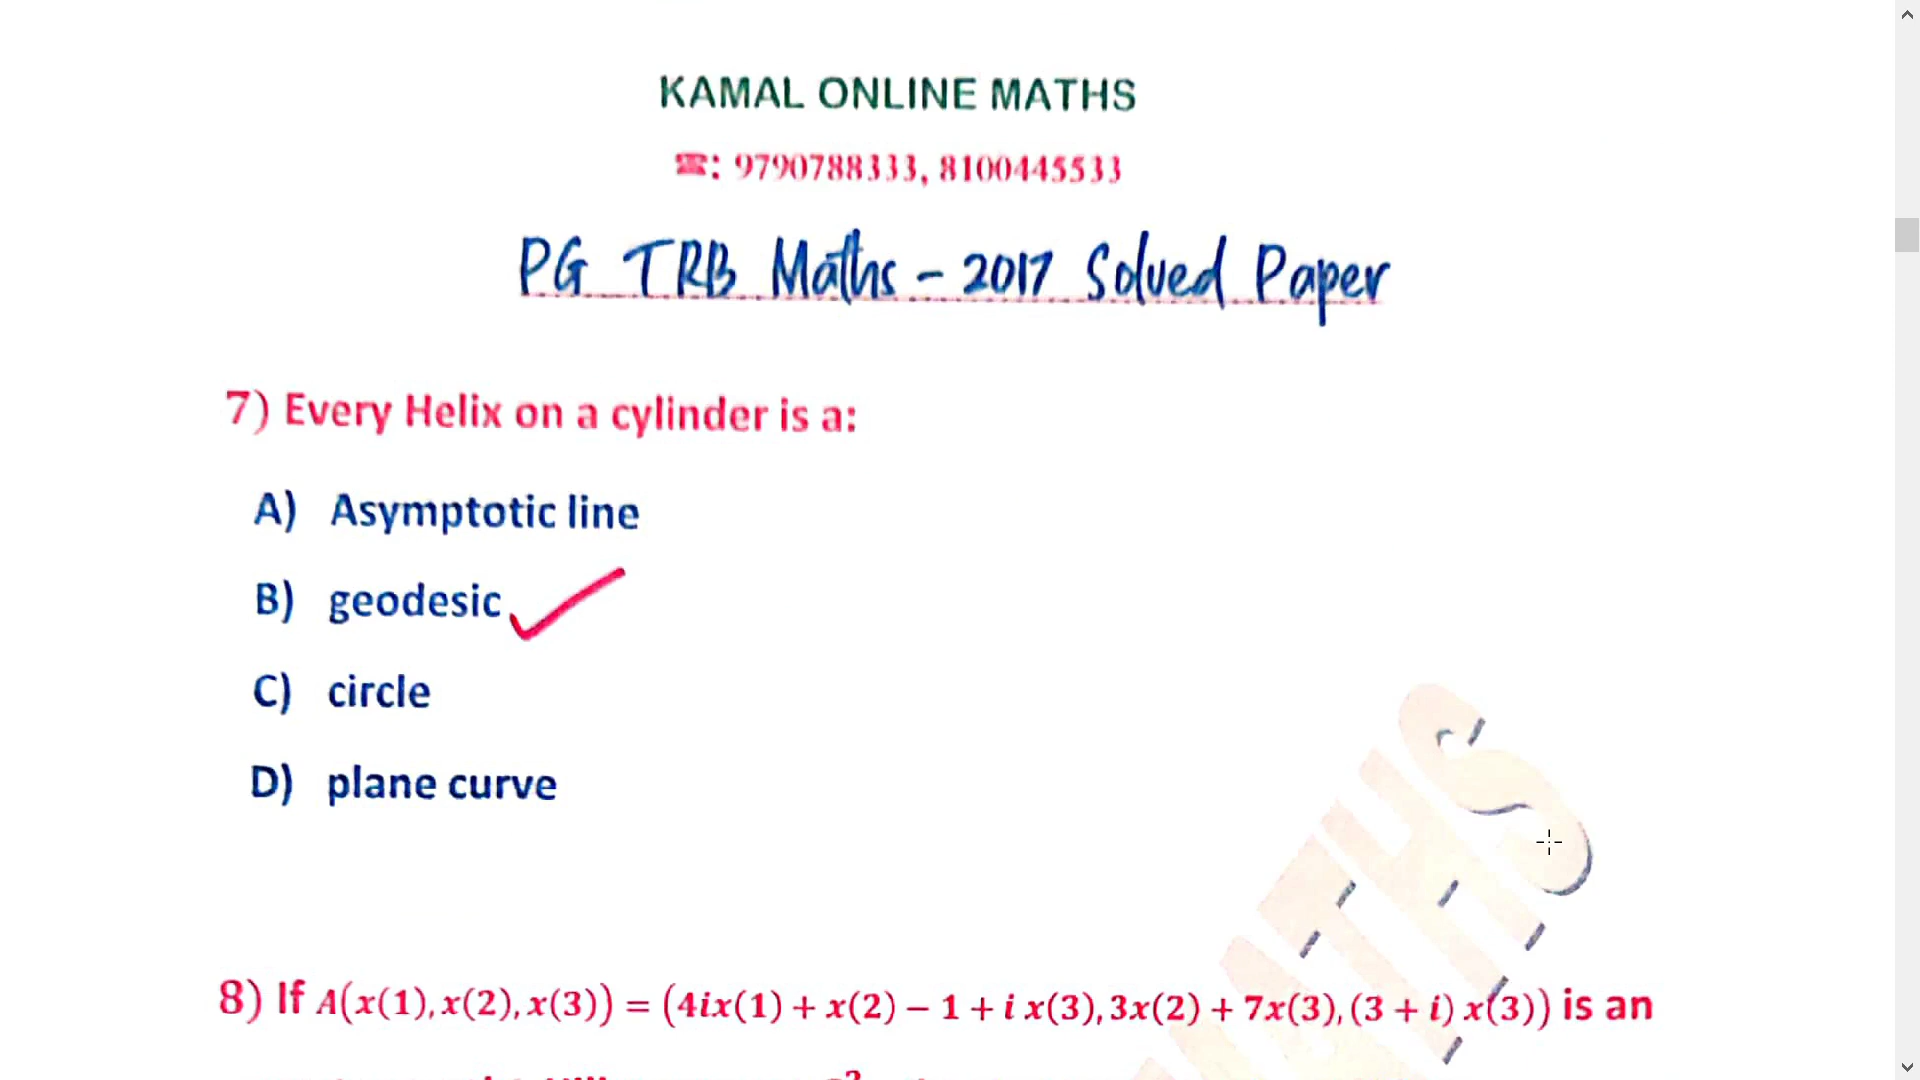 KAMAL ONLINE MATHS
☎: 9790788333, 8100445533
PG TRB Maths - 2017 Solved Paper
7) Every Helix on a cylinder is a:
A) Asymptotic line
B) geodesic
C) circle
D) plane curve
8) If A(x(1), x(2), x(3)) = (4ix(1) + x(2) − 1 + i x(3), 3x(2) + 7x(3), (3 + i) x(3)) is an
MATHS